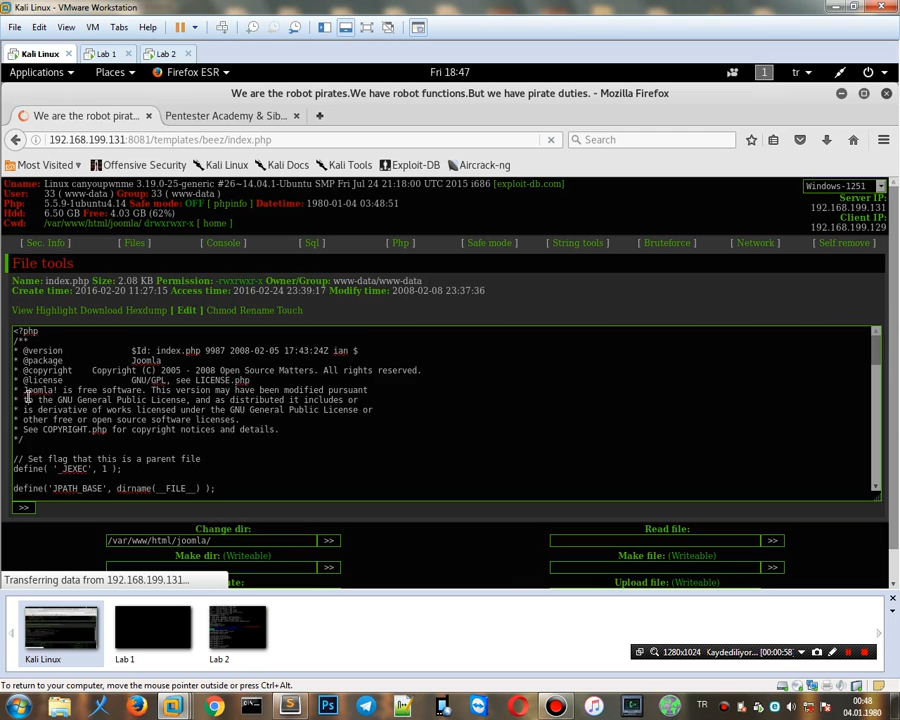 Kali Linux - VMware Workstation
File Edit View VM Tabs Help
Kali Linux Lab 1 Lab 2
Applications Places Firefox ESR Fri 18:47 1 tr
We are the robot pirates.We have robot functions.But we have pirate duties. - Mozilla Firefox
We are the robot pirat... Pentester Academy & Sib...
192.168.199.131:8081/templates/beez/index.php Search
Most Visited Offensive Security Kali Linux Kali Docs Kali Tools Exploit-DB Aircrack-ng
Uname: Linux canyoupwnme 3.19.0-25-generic #26~14.04.1-Ubuntu SMP Fri Jul 24 21:18:00 UTC 2015 i686 [exploit-db.com] Windows-1251
User: 33 ( www-data ) Group: 33 ( www-data ) Server IP:
Php: 5.5.9-1ubuntu4.14 Safe mode: OFF [ phpinfo ] Datetime: 1980-01-04 03:48:51 192.168.199.131
Hdd: 6.50 GB Free: 4.03 GB (62%) Client IP:
Cwd: /var/www/html/joomla/ drwxrwxr-x [ home ] 192.168.199.129
[ Sec. Info ] [ Files ] [ Console ] [ Sql ] [ Php ] [ Safe mode ] [ String tools ] [ Bruteforce ] [ Network ] [ Self remove ]
File tools
Name: index.php Size: 2.08 KB Permission: -rwxrwxr-x Owner/Group: www-data/www-data
Create time: 2016-02-20 11:27:15 Access time: 2016-02-24 23:39:17 Modify time: 2008-02-08 23:37:36
View Highlight Download Hexdump [ Edit ] Chmod Rename Touch
<?php
/**
* @version $Id: index.php 9987 2008-02-05 17:43:24Z ian $
* @package Joomla
* @copyright Copyright (C) 2005 - 2008 Open Source Matters. All rights reserved.
* @license GNU/GPL, see LICENSE.php
* Joomla! is free software. This version may have been modified pursuant
* to the GNU General Public License, and as distributed it includes or
* is derivative of works licensed under the GNU General Public License or
* other free or open source software licenses.
* See COPYRIGHT.php for copyright notices and details.
*/
// Set flag that this is a parent file
define( '_JEXEC', 1 );
define('JPATH_BASE', dirname(__FILE__) );
>>
Change dir: Read file:
/var/www/html/joomla/ >> >>
Make dir: (Writeable) Make file: (Writeable)
>> >>
Transferring data from 192.168.199.131... te: Upload file: (Writeable)
Kali Linux Lab 1 Lab 2
1280x1024 Kaydediliyor... [00:00:58]
To return to your computer, move the mouse pointer outside or press Ctrl+Alt.
TR 00:48
04.01.1980